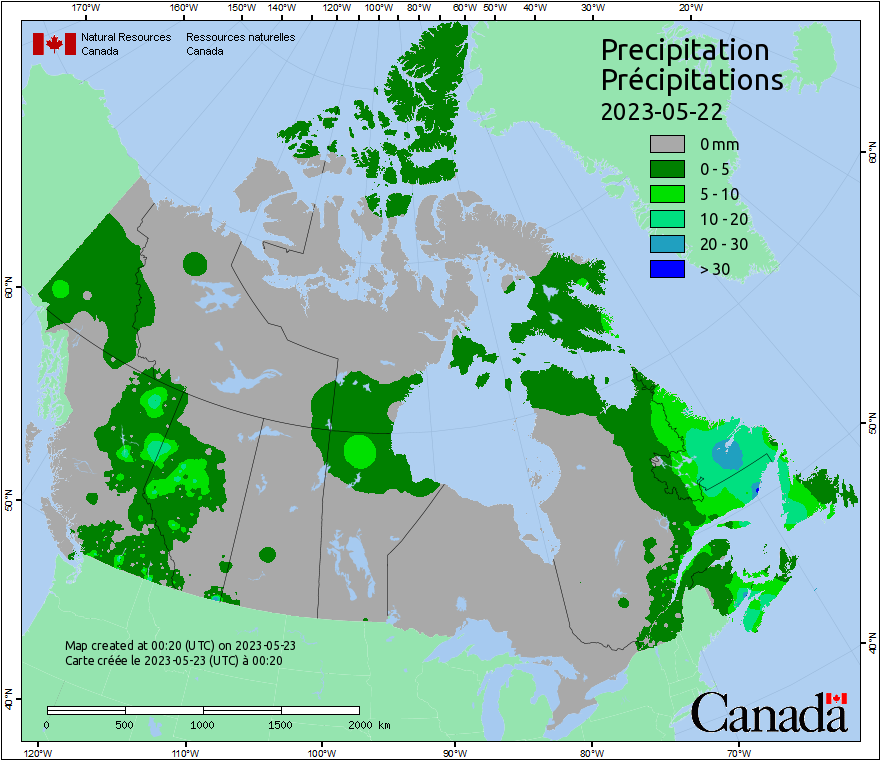 170°W 160°W 150°W 140°W 130°W 120°W 110°W 100°W 90°W 80°W 60°W 50°W 40°W 30°W 20°W
Natural Resources Ressources naturelles
Canada Canada
Precipitation
Précipitations
2023-05-22
0 mm
0 - 5
5 - 10
10 - 20
20 - 30
> 30
60°N
60°N
50°N
50°N
40°N
40°N
Map created at 00:20 (UTC) on 2023-05-23
Carte créée le 2023-05-23 (UTC) à 00:20
0 500 1000 1500 2000 km
Canada
120°W 110°W 100°W 90°W 80°W 70°W